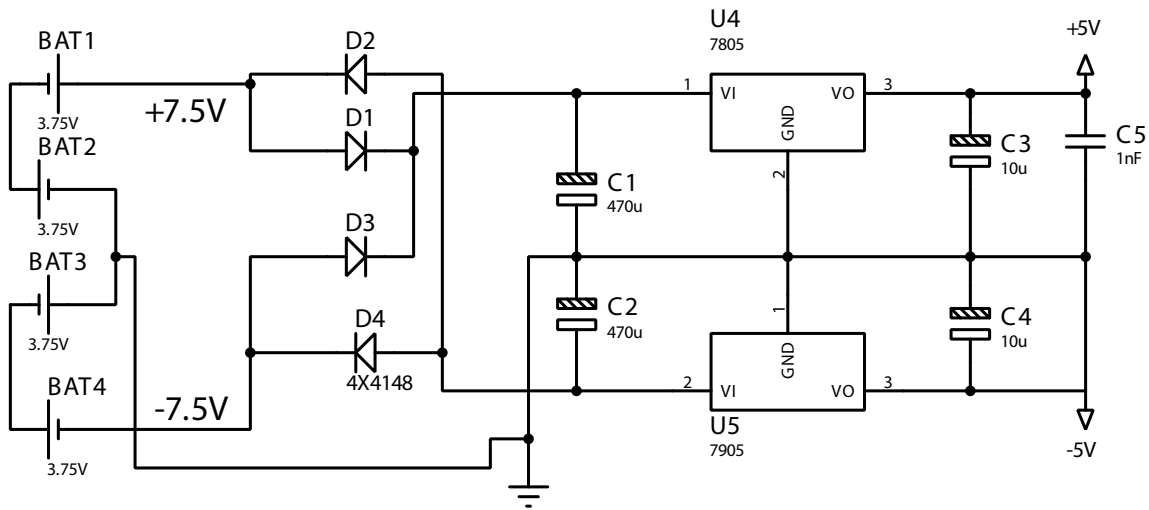 BAT1
3.75V
BAT2
3.75V
BAT3
3.75V
BAT4
3.75V
+7.5V
-7.5V
D2
D1
D3
D4
4X4148
C1
470u
C2
470u
U4
7805
1
VI
VO
3
GND
2
1
GND
2
VI
VO
3
U5
7905
C3
10u
C4
10u
+5V
C5
1nF
-5V